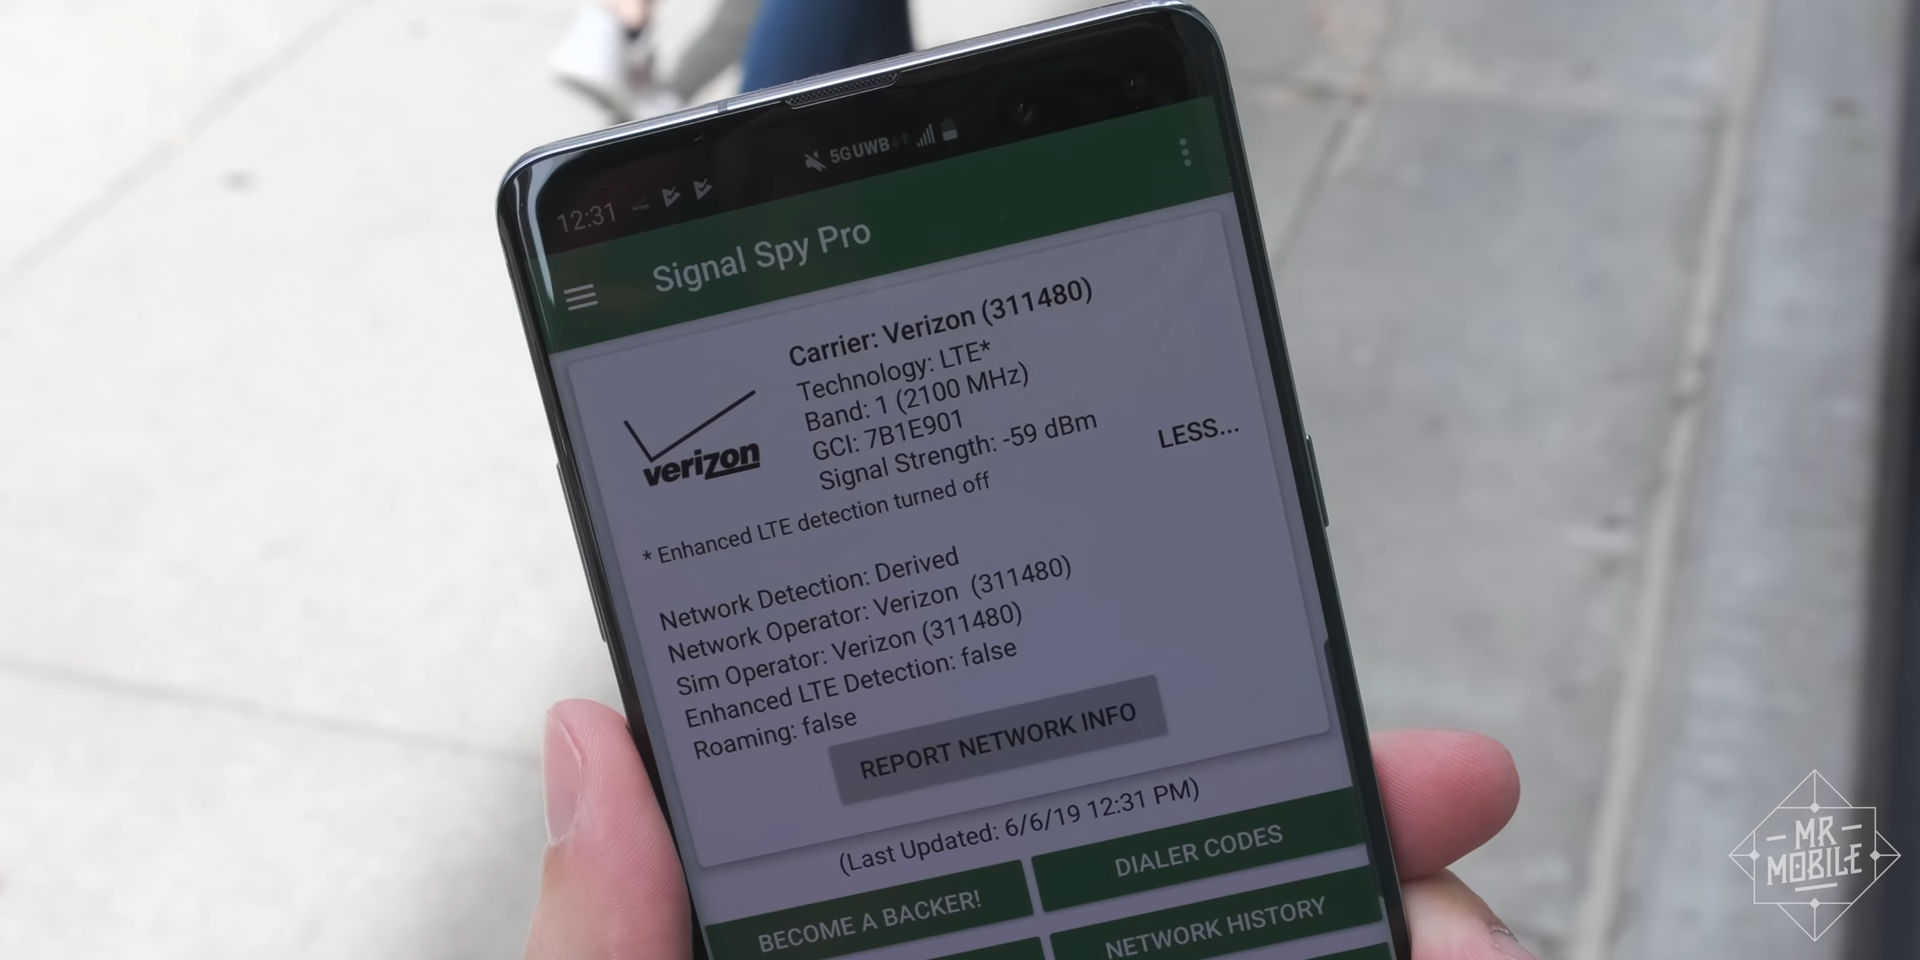 12:31
5G UWB
Signal Spy Pro
Carrier: Verizon (311480)
Technology: LTE*
Band: 1 (2100 MHz)
GCI: 7B1E901
Signal Strength: -59 dBm
LESS...
verizon
* Enhanced LTE detection turned off
Network Detection: Derived
Network Operator: Verizon (311480)
Sim Operator: Verizon (311480)
Enhanced LTE Detection: false
Roaming: false
REPORT NETWORK INFO
(Last Updated: 6/6/19 12:31 PM)
BECOME A BACKER!
DIALER CODES
NETWORK HISTORY
MR
MOBILE